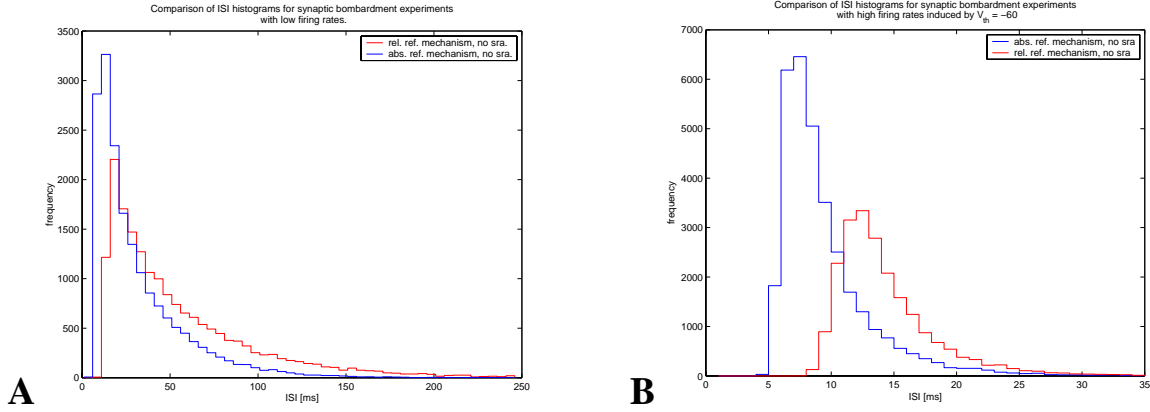 Comparison of ISI histograms for synaptic bombardment experiments
with low firing rates.
3500
3000
2500
2000
1500
1000
500
0
frequency
rel. ref. mechanism, no sra.
abs. ref. mechanism, no sra.
0
50
100
150
200
250
ISI [ms]
A
Comparison of ISI histograms for synaptic bombardment experiments
with high firing rates induced by V_th = −60
7000
6000
5000
4000
3000
2000
1000
0
frequency
abs. ref. mechanism, no sra
rel. ref. mechanism, no sra
0
5
10
15
20
25
30
35
ISI [ms]
B